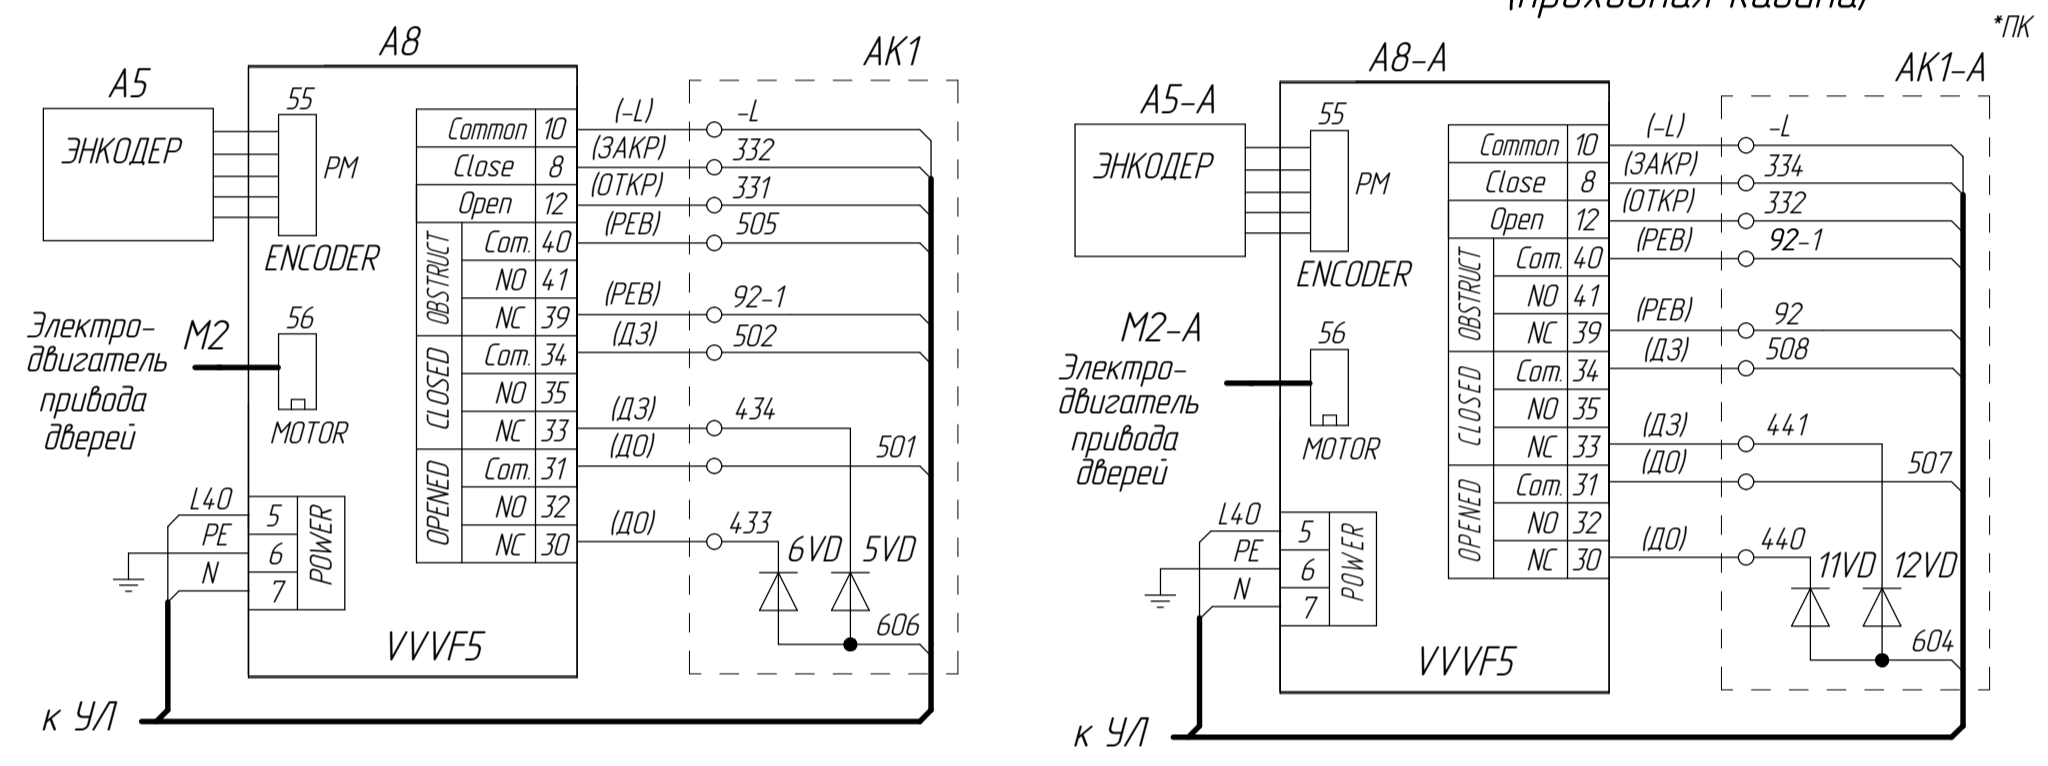 (проходная кабина)
*ПК
A8
AK1
A5
ЭНКОДЕР
55
PM
ENCODER
Электро-
двигатель
привода
дверей
M2
56
MOTOR
L40
PE
N
5
6
7
POWER
VVVF5
к УЛ
Common 10 (-L) -L
Close 8 (ЗАКР) 332
Open 12 (ОТКР) 331
OBSTRUCT
Com. 40 (РЕВ) 505
NO 41
NC 39 (РЕВ) 92-1
CLOSED
Com. 34 (ДЗ) 502
NO 35
NC 33 (ДЗ) 434
OPENED
Com. 31 (ДО) 501
NO 32
NC 30 (ДО) 433
6VD 5VD
606
A8-A
AK1-A
A5-A
ЭНКОДЕР
55
PM
ENCODER
M2-A
Электро-
двигатель
привода
дверей
56
MOTOR
L40
PE
N
5
6
7
POWER
VVVF5
к УЛ
Common 10 (-L) -L
Close 8 (ЗАКР) 334
Open 12 (ОТКР) 332
OBSTRUCT
Com. 40 (РЕВ) 92-1
NO 41
NC 39 (РЕВ) 92
CLOSED
Com. 34 (ДЗ) 508
NO 35
NC 33 (ДЗ) 441
OPENED
Com. 31 (ДО) 507
NO 32
NC 30 (ДО) 440
11VD 12VD
604